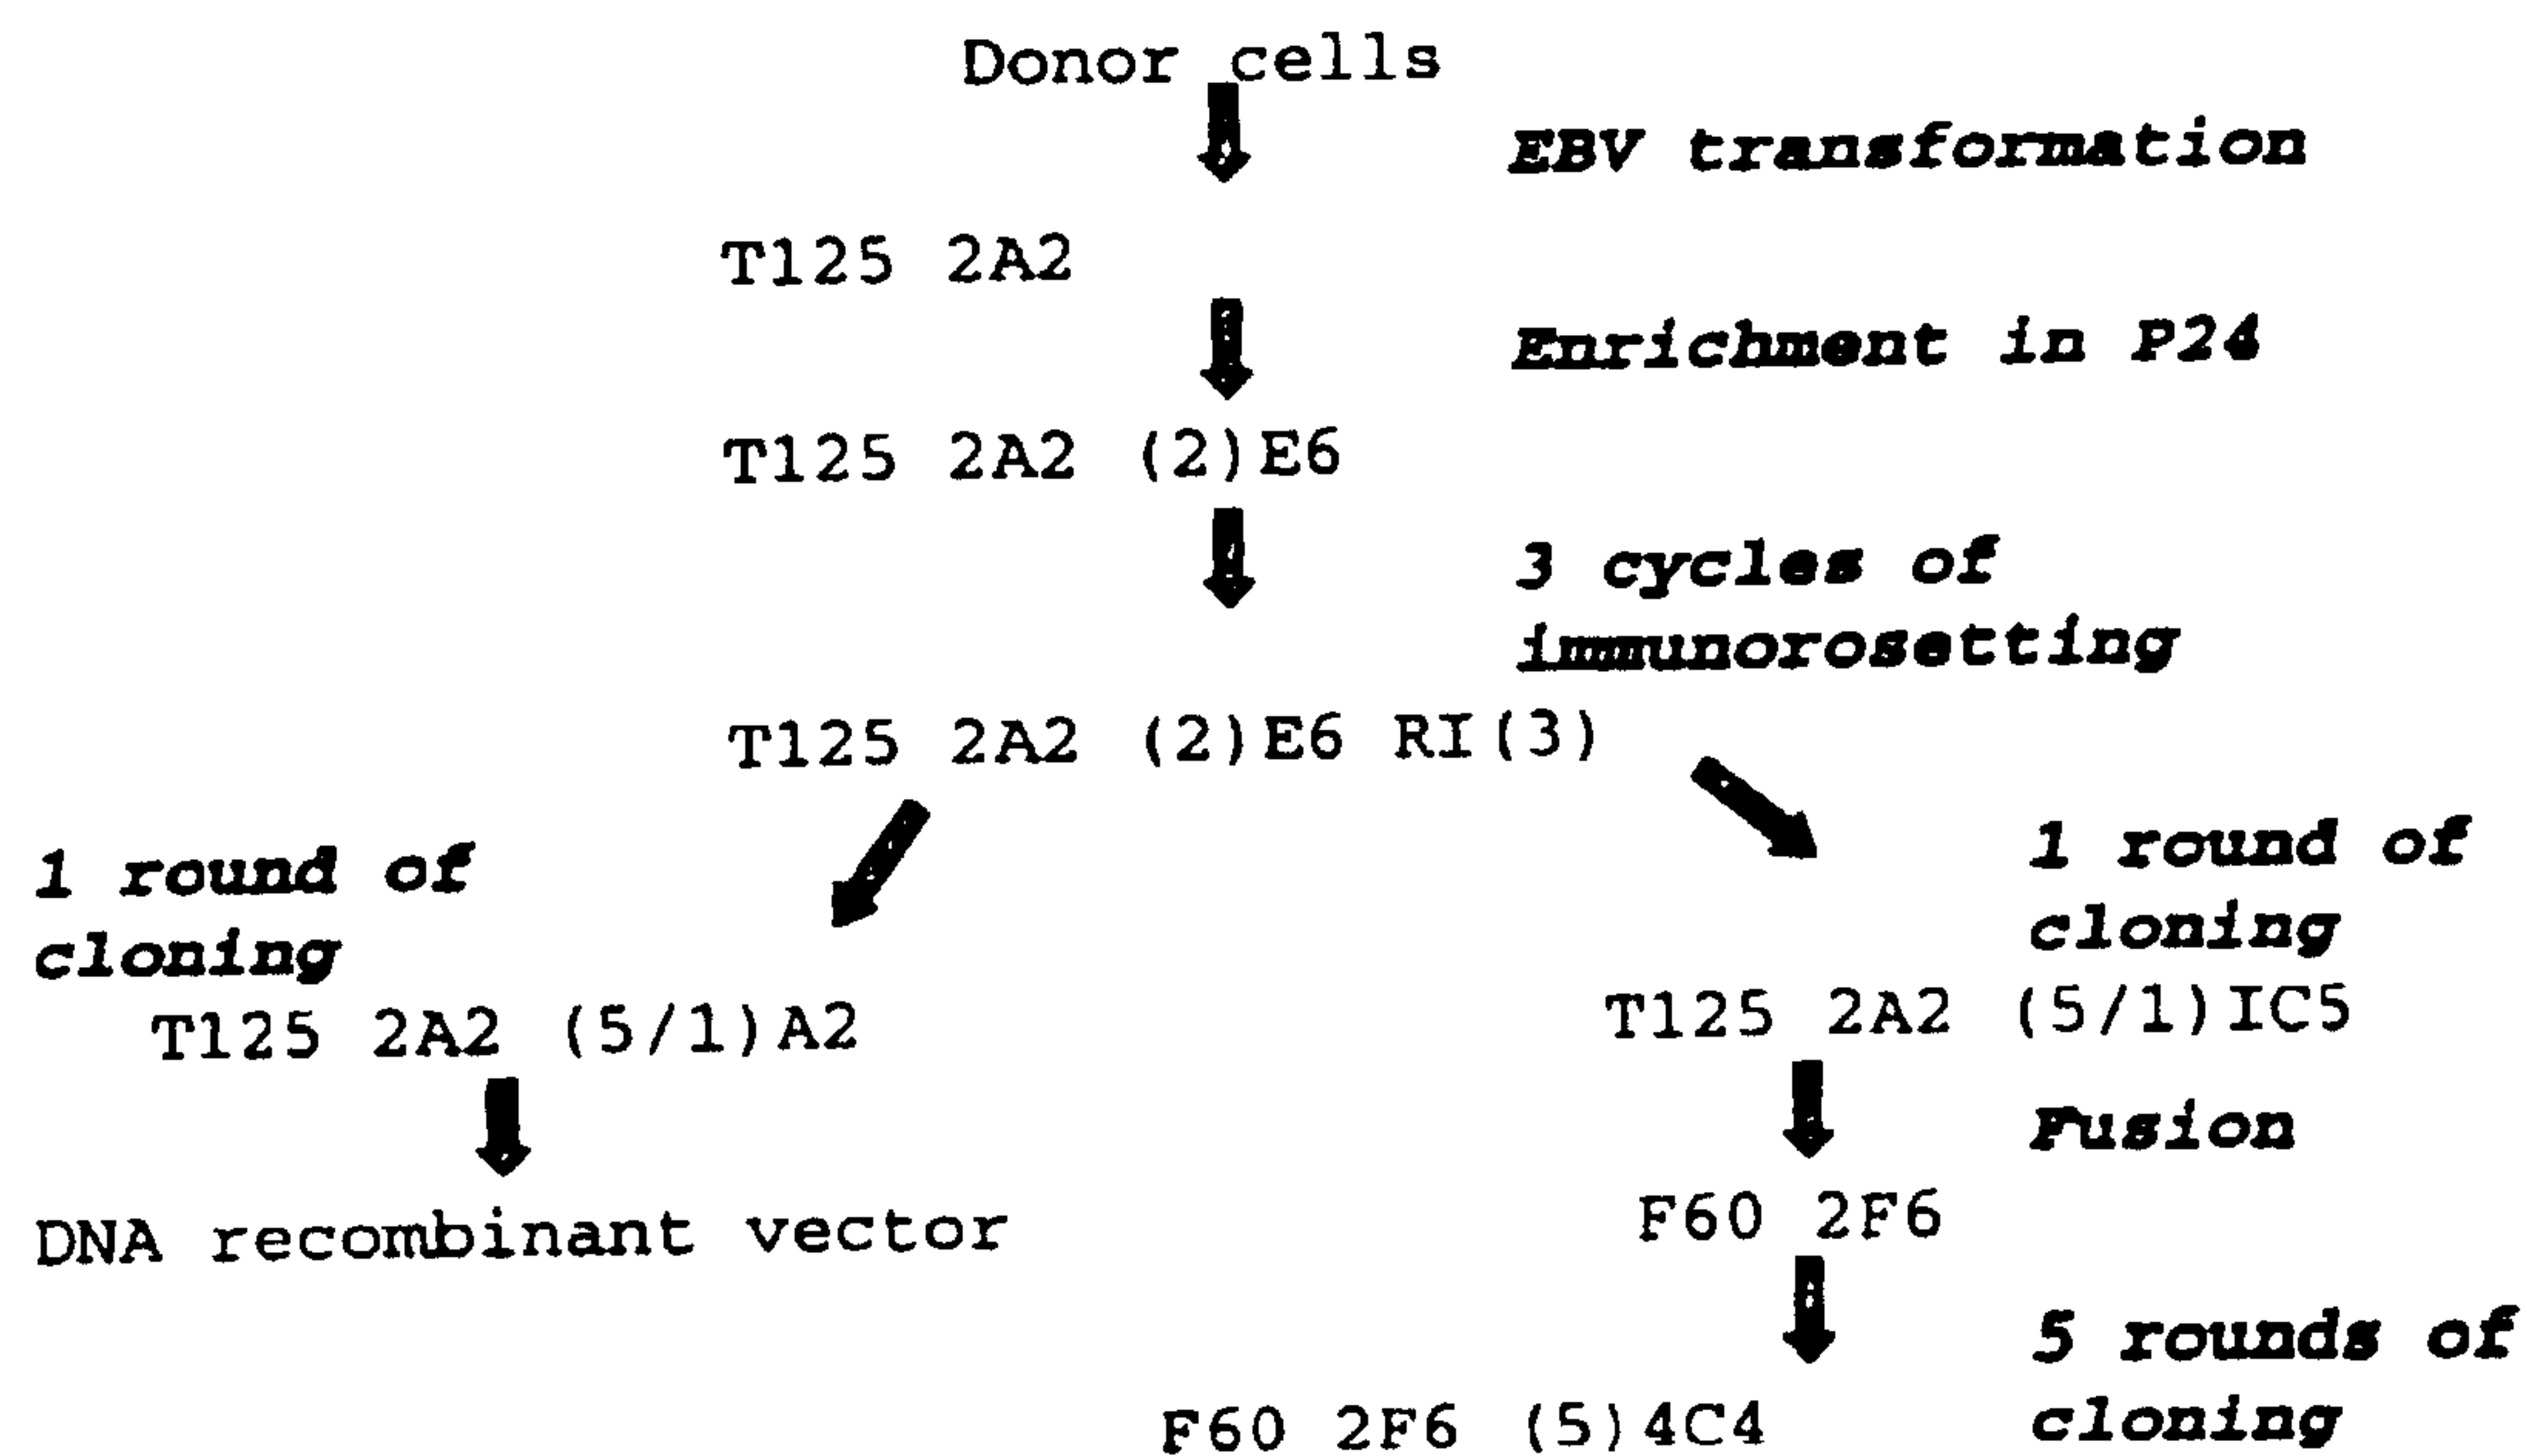 Donor cells
EBV transformation
T125 2A2
Enrichment in P24
T125 2A2 (2)E6
3 cycles of
immunorosetting
T125 2A2 (2)E6 RI(3)
1 round of
cloning
1 round of
cloning
T125 2A2 (5/1)A2
T125 2A2 (5/1)IC5
Fusion
DNA recombinant vector
F60 2F6
5 rounds of
cloning
F60 2F6 (5)4C4